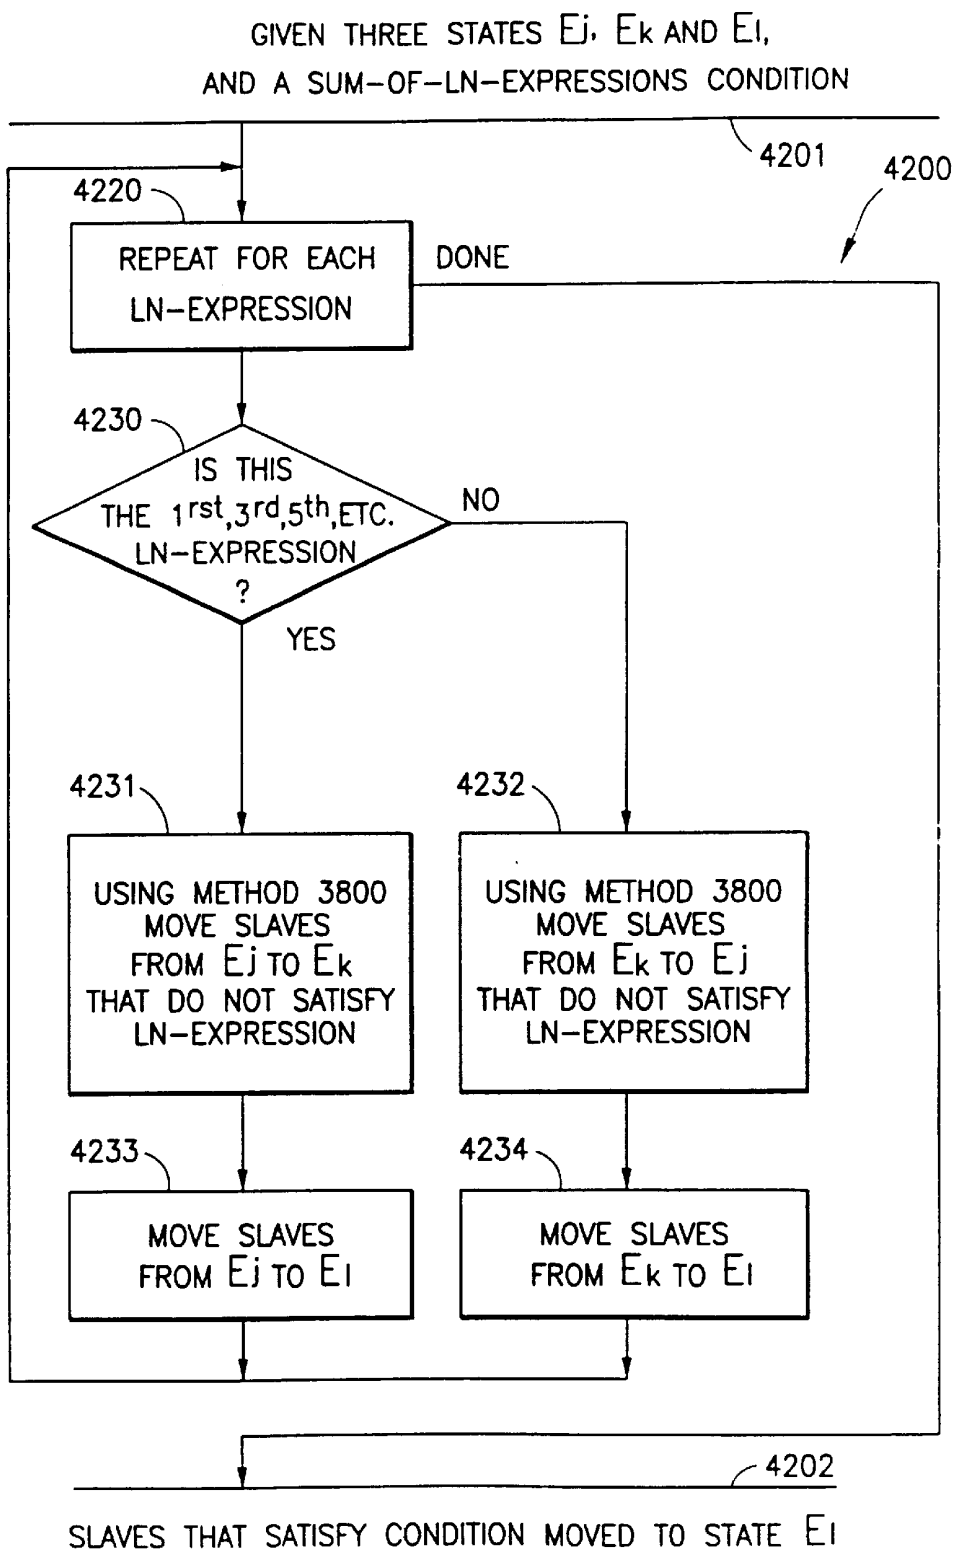 GIVEN THREE STATES Ej, Ek AND El,
AND A SUM-OF-LN-EXPRESSIONS CONDITION
4201
4200
4220
REPEAT FOR EACH
LN-EXPRESSION
DONE
4230
IS THIS
THE 1rst,3rd,5th,ETC.
LN-EXPRESSION
?
NO
YES
4231
USING METHOD 3800
MOVE SLAVES
FROM Ej TO Ek
THAT DO NOT SATISFY
LN-EXPRESSION
4232
USING METHOD 3800
MOVE SLAVES
FROM Ek TO Ej
THAT DO NOT SATISFY
LN-EXPRESSION
4233
MOVE SLAVES
FROM Ej TO El
4234
MOVE SLAVES
FROM Ek TO El
4202
SLAVES THAT SATISFY CONDITION MOVED TO STATE El